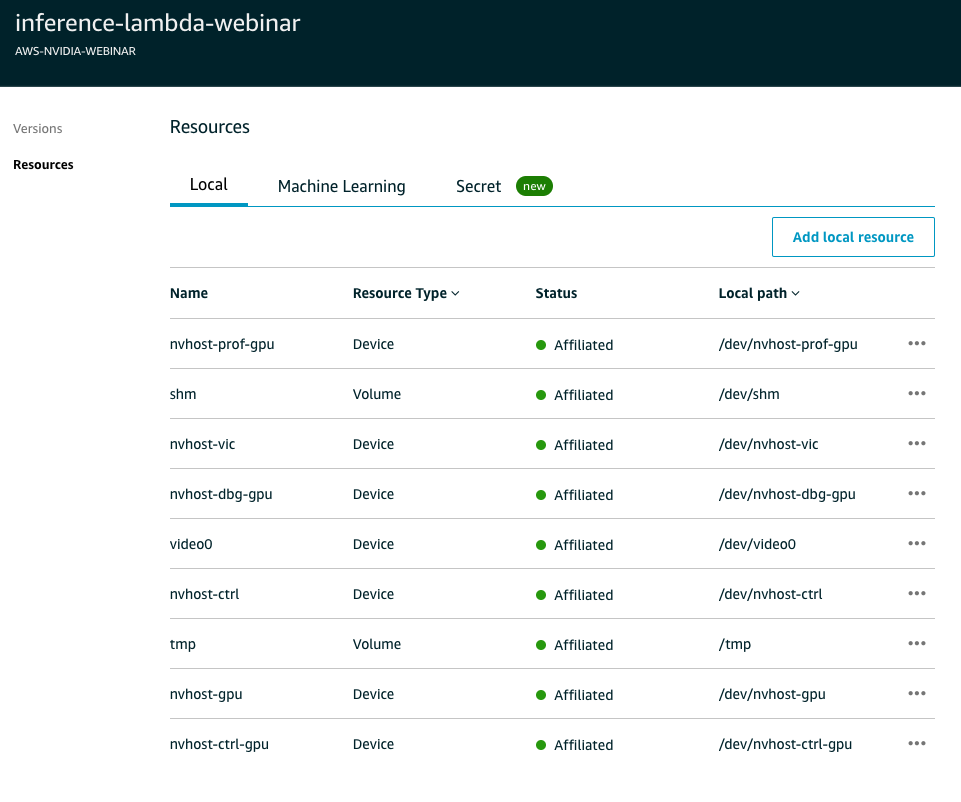 inference-lambda-webinar
AWS-NVIDIA-WEBINAR
Versions
Resources
Resources
Local Machine Learning Secret new
Add local resource
Name Resource Type Status Local path
nvhost-prof-gpu Device Affiliated /dev/nvhost-prof-gpu
shm Volume Affiliated /dev/shm
nvhost-vic Device Affiliated /dev/nvhost-vic
nvhost-dbg-gpu Device Affiliated /dev/nvhost-dbg-gpu
video0 Device Affiliated /dev/video0
nvhost-ctrl Device Affiliated /dev/nvhost-ctrl
tmp Volume Affiliated /tmp
nvhost-gpu Device Affiliated /dev/nvhost-gpu
nvhost-ctrl-gpu Device Affiliated /dev/nvhost-ctrl-gpu